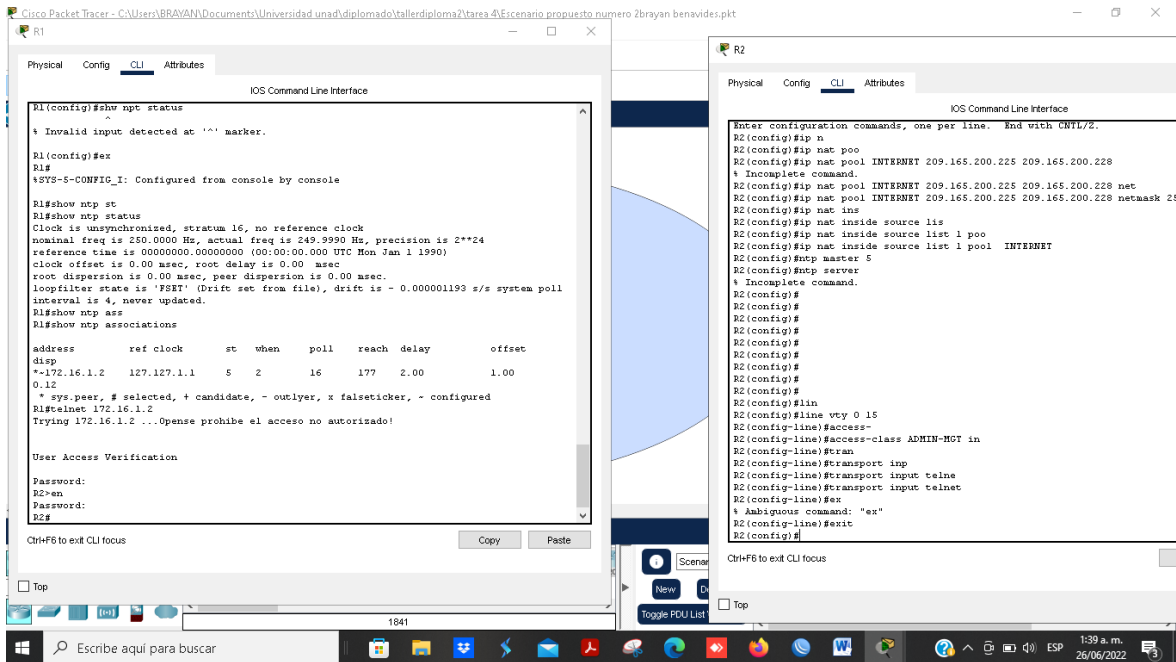 Cisco Packet Tracer - C:\Users\BRAYAN\Documents\Universidad unad\diplomado\tallerdiploma2\tarea 4\Escenario propuesto numero 2brayan benavides.pkt
R1
Physical Config CLI Attributes
IOS Command Line Interface
R1(config)#shw npt status
^
% Invalid input detected at '^' marker.
R1(config)#ex
R1#
%SYS-5-CONFIG_I: Configured from console by console
R1#show ntp st
R1#show ntp status
Clock is unsynchronized, stratum 16, no reference clock
nominal freq is 250.0000 Hz, actual freq is 249.9990 Hz, precision is 2**24
reference time is 00000000.00000000 (00:00:00.000 UTC Mon Jan 1 1990)
clock offset is 0.00 msec, root delay is 0.00 msec
root dispersion is 0.00 msec, peer dispersion is 0.00 msec.
loopfilter state is 'FSET' (Drift set from file), drift is - 0.000001193 s/s system poll
interval is 4, never updated.
R1#show ntp ass
R1#show ntp associations
address ref clock st when poll reach delay offset
disp
*~172.16.1.2 127.127.1.1 5 2 16 177 2.00 1.00
0.12
* sys.peer, # selected, + candidate, - outlyer, x falseticker, ~ configured
R1#telnet 172.16.1.2
Trying 172.16.1.2 ...Opense prohibe el acceso no autorizado!
User Access Verification
Password:
R2>en
Password:
R2#
Ctrl+F6 to exit CLI focus
Copy Paste
Top
R2
Physical Config CLI Attributes
IOS Command Line Interface
Enter configuration commands, one per line. End with CNTL/Z.
R2(config)#ip n
R2(config)#ip nat poo
R2(config)#ip nat pool INTERNET 209.165.200.225 209.165.200.228
% Incomplete command.
R2(config)#ip nat pool INTERNET 209.165.200.225 209.165.200.228 net
R2(config)#ip nat pool INTERNET 209.165.200.225 209.165.200.228 netmask 25
R2(config)#ip nat ins
R2(config)#ip nat inside source lis
R2(config)#ip nat inside source list 1 poo
R2(config)#ip nat inside source list 1 pool INTERNET
R2(config)#ntp master 5
R2(config)#ntp server
% Incomplete command.
R2(config)#
R2(config)#
R2(config)#
R2(config)#
R2(config)#
R2(config)#
R2(config)#
R2(config)#
R2(config)#
R2(config)#lin
R2(config)#line vty 0 15
R2(config-line)#access-
R2(config-line)#access-class ADMIN-MGT in
R2(config-line)#tran
R2(config-line)#transport inp
R2(config-line)#transport input telne
R2(config-line)#transport input telnet
R2(config-line)#ex
% Ambiguous command: "ex"
R2(config-line)#exit
R2(config)#
Ctrl+F6 to exit CLI focus
Top
Scenar
New
Toggle PDU List
1841
Escribe aquí para buscar
ESP
1:39 a. m.
26/06/2022
3